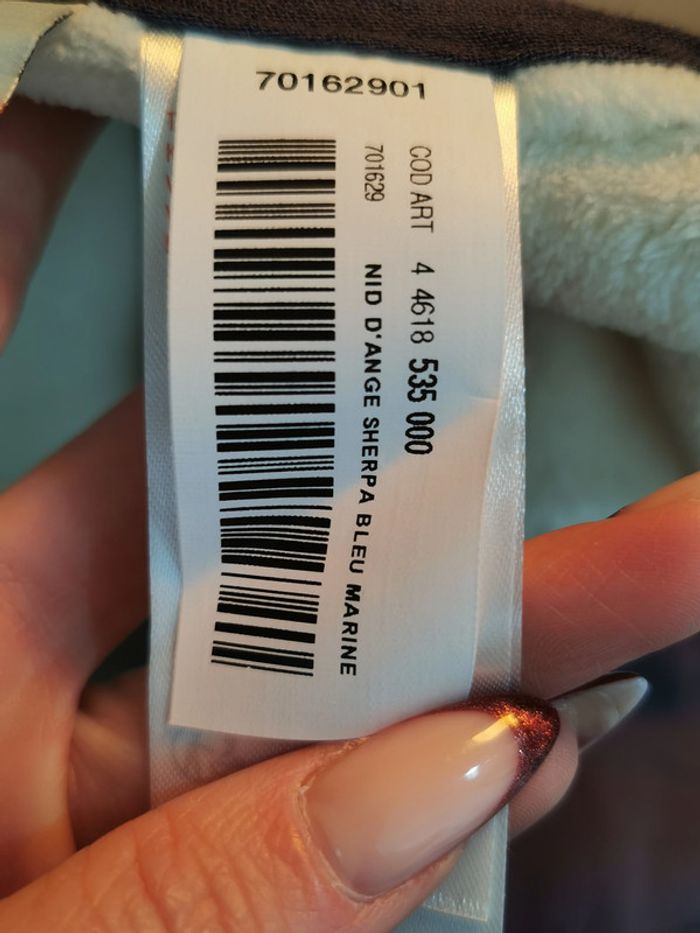 70162901
COD ART 4 4618 535 000
701629 NID D'ANGE SHERPA BLEU MARINE